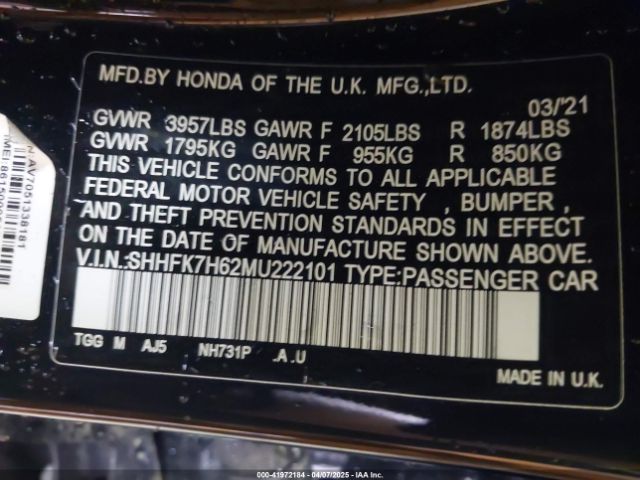 MFD.BY HONDA OF THE U.K. MFG.,LTD.
03/'21
GVWR 3957LBS GAWR F 2105LBS R 1874LBS
GVWR 1795KG GAWR F 955KG R 850KG
THIS VEHICLE CONFORMS TO ALL APPLICABLE
FEDERAL MOTOR VEHICLE SAFETY , BUMPER ,
AND THEFT PREVENTION STANDARDS IN EFFECT
ON THE DATE OF MANUFACTURE SHOWN ABOVE.
V.I.N.:SHHFK7H62MU222101 TYPE:PASSENGER CAR
TGG M AJ5 NH731P .A .U
MADE IN U.K.
000-41972184 - 04/07/2025 - IAA Inc.